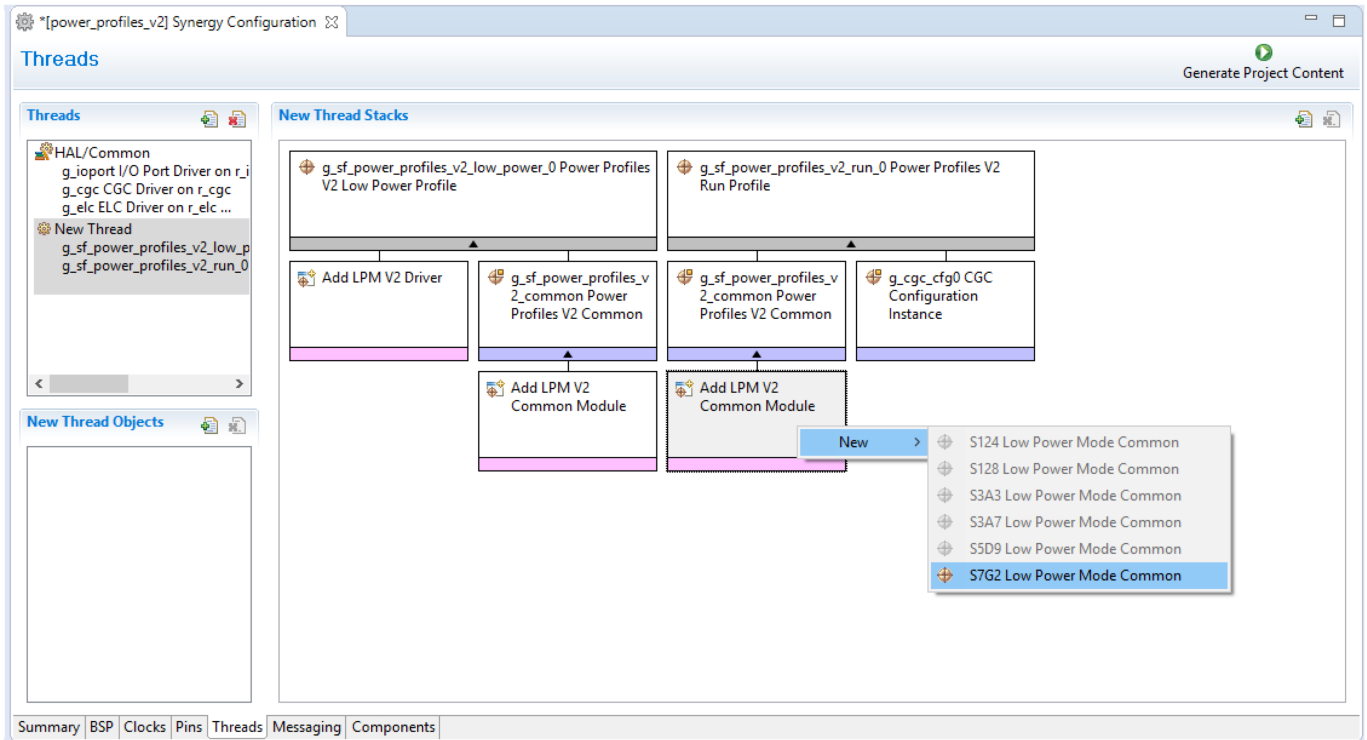 *[power_profiles_v2] Synergy Configuration
Threads
Generate Project Content
Threads
HAL/Common
g_ioport I/O Port Driver on r_i
g_cgc CGC Driver on r_cgc
g_elc ELC Driver on r_elc ...
New Thread
g_sf_power_profiles_v2_low_p
g_sf_power_profiles_v2_run_0
New Thread Objects
New Thread Stacks
g_sf_power_profiles_v2_low_power_0 Power Profiles
V2 Low Power Profile
g_sf_power_profiles_v2_run_0 Power Profiles V2
Run Profile
Add LPM V2 Driver
g_sf_power_profiles_v
2_common Power
Profiles V2 Common
g_sf_power_profiles_v
2_common Power
Profiles V2 Common
g_cgc_cfg0 CGC
Configuration
Instance
Add LPM V2
Common Module
Add LPM V2
Common Module
New
S124 Low Power Mode Common
S128 Low Power Mode Common
S3A3 Low Power Mode Common
S3A7 Low Power Mode Common
S5D9 Low Power Mode Common
S7G2 Low Power Mode Common
Summary BSP Clocks Pins Threads Messaging Components